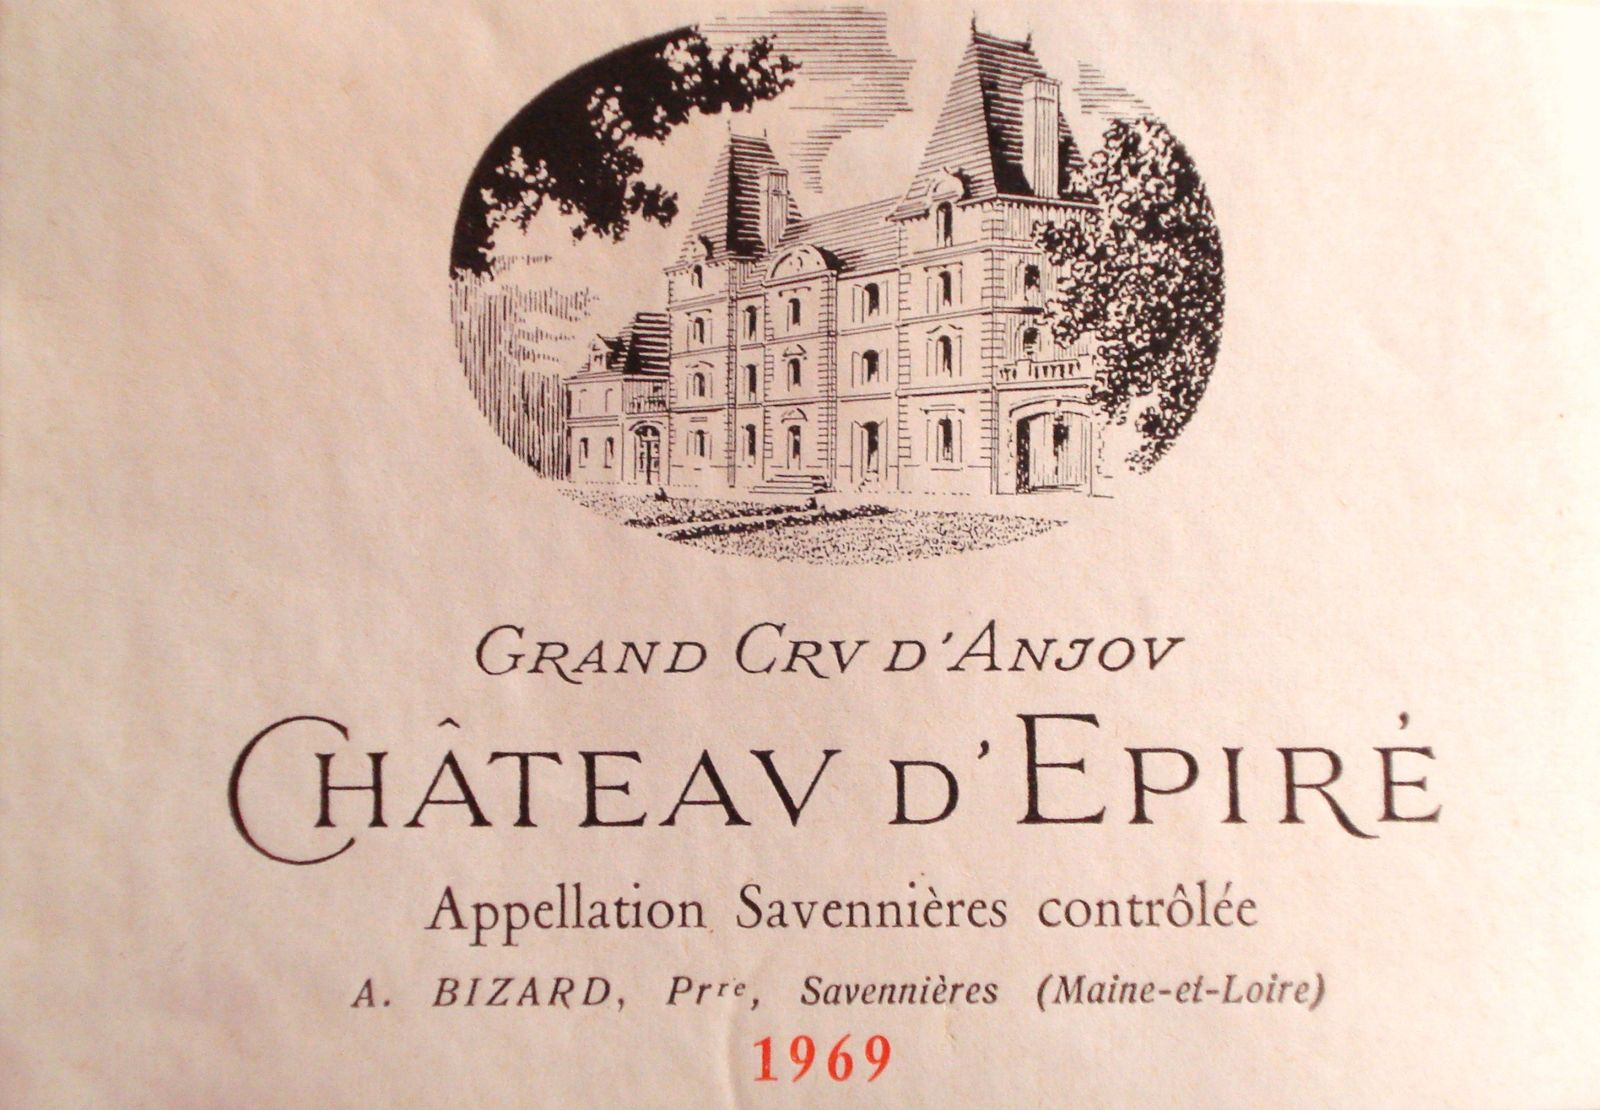 GRAND CRV D'ANJOV
CHÂTEAV D'EPIRÉ
Appellation Savennières contrôlée
A. BIZARD, Prre, Savennières (Maine-et-Loire)
1969